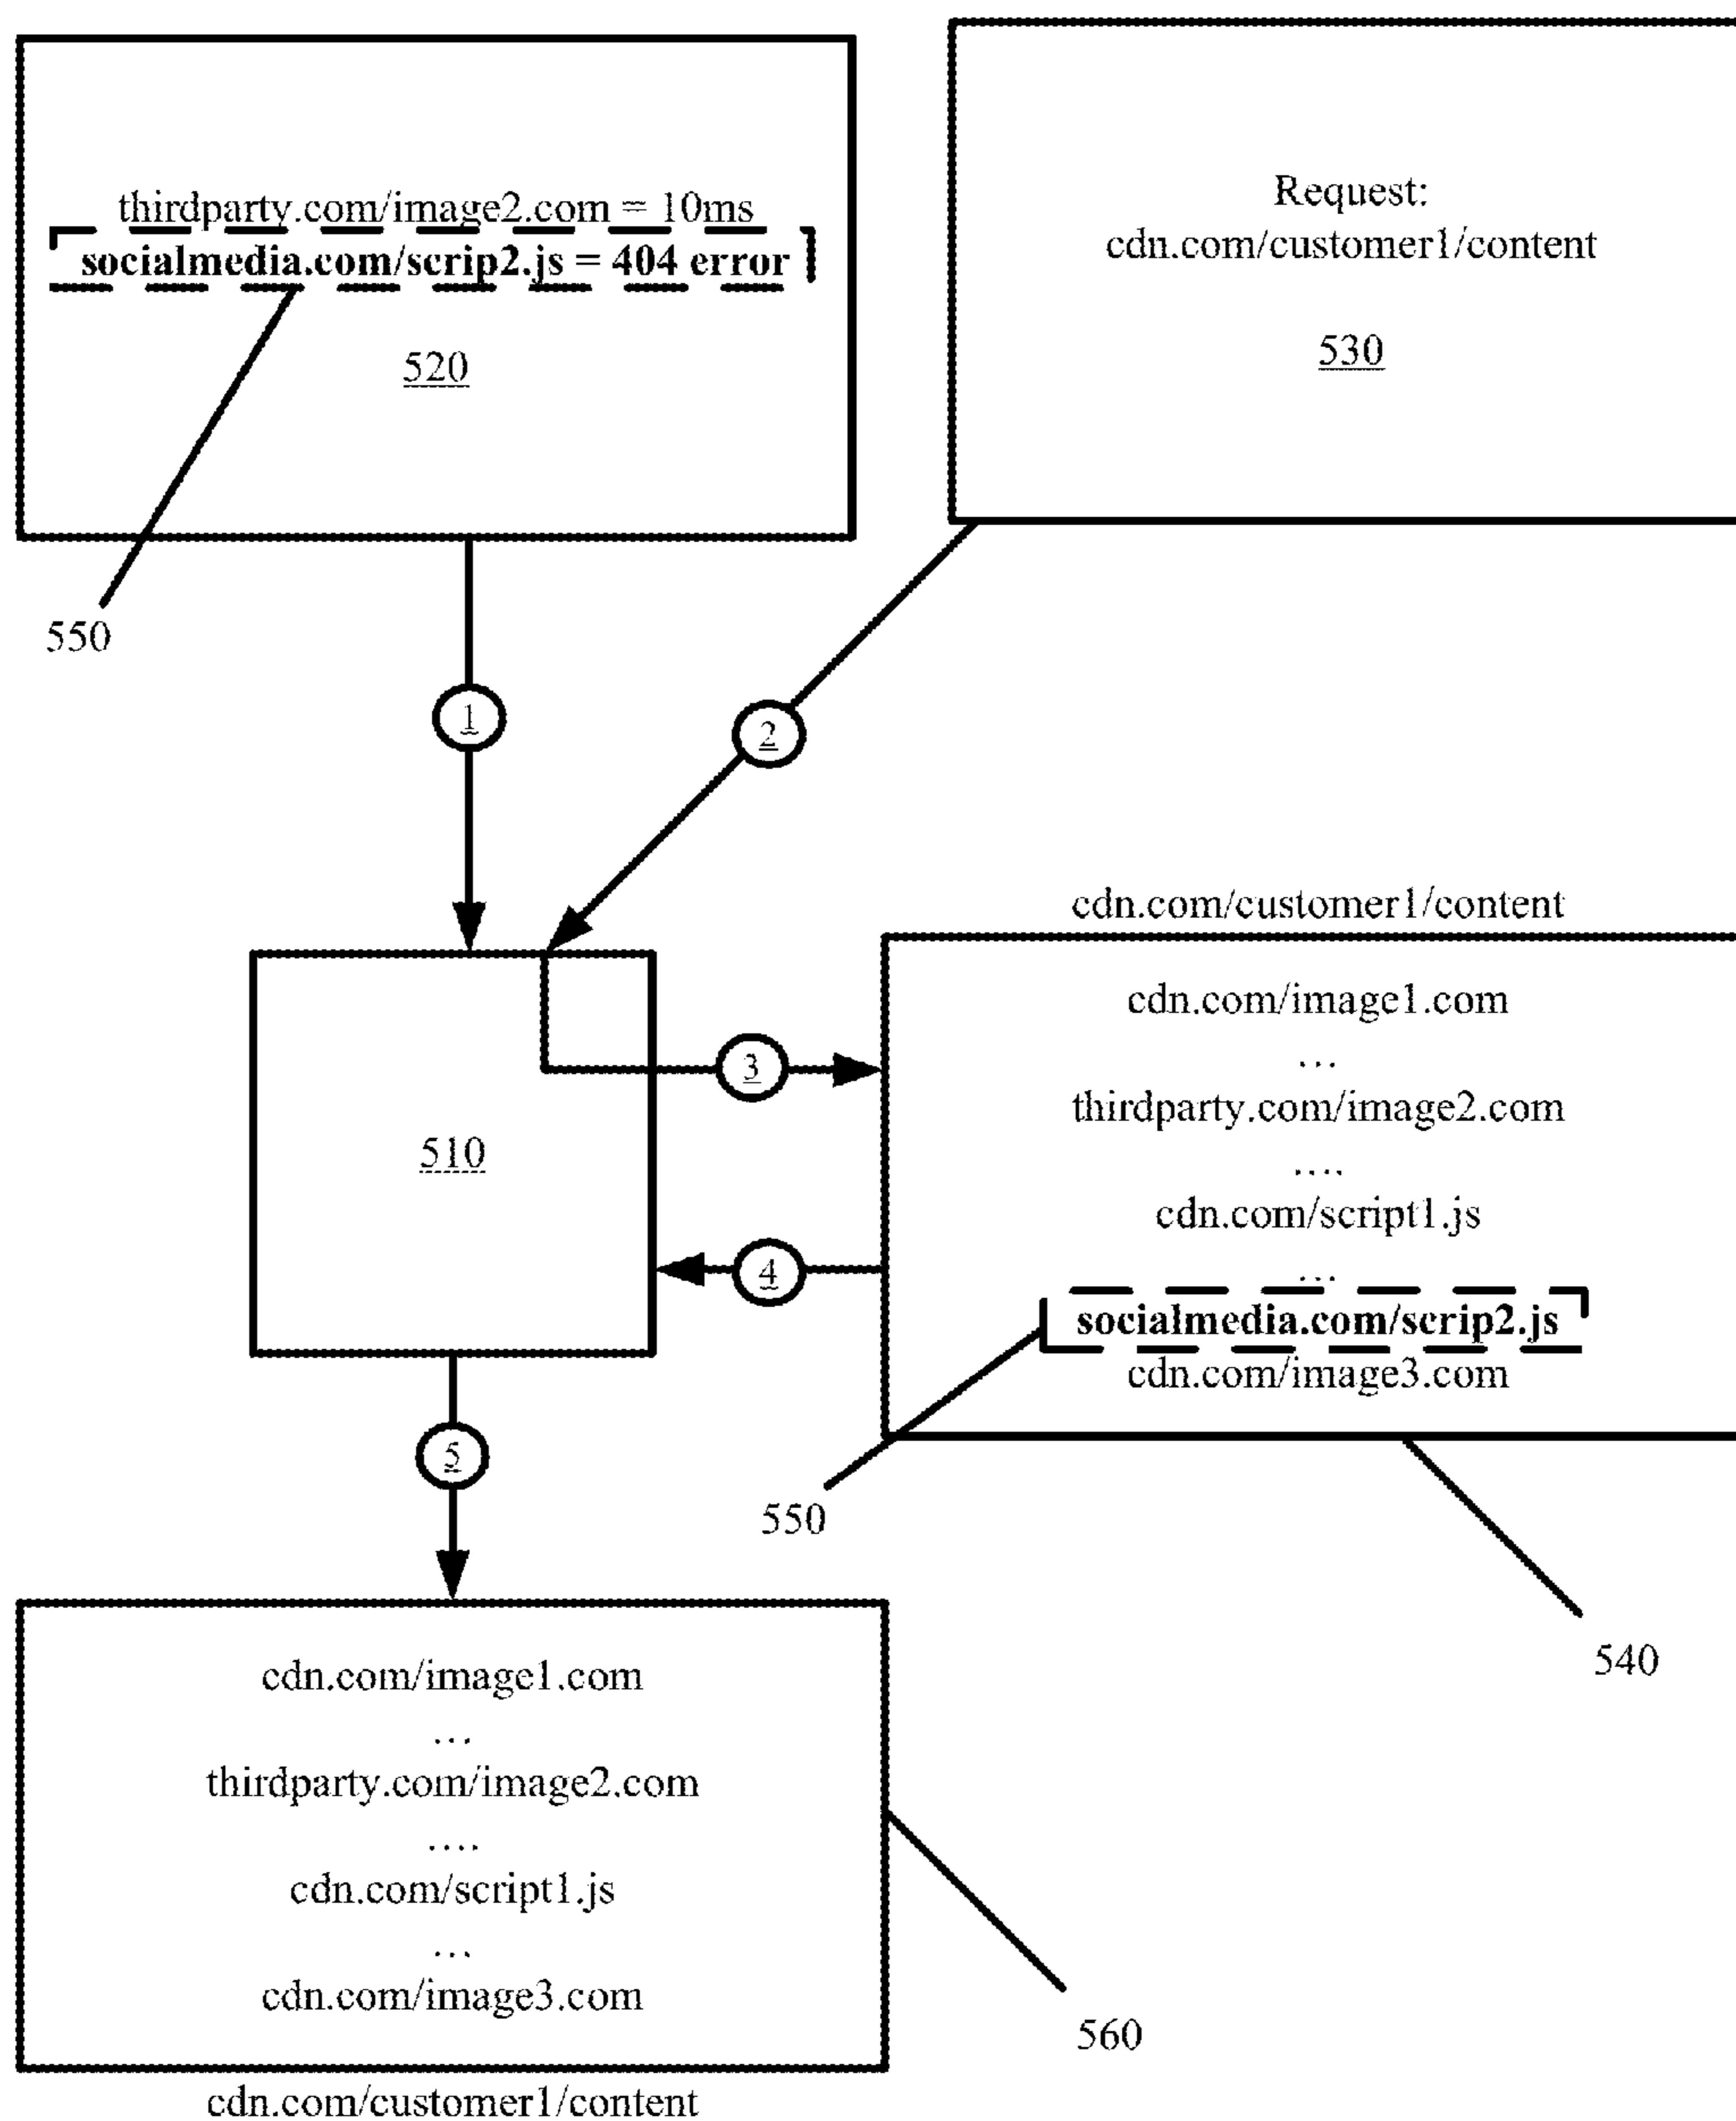 thirdparty.com/image2.com = 10ms
socialmedia.com/scrip2.js = 404 error
520
Request:
cdn.com/customer1/content
530
550
1
2
cdn.com/customer1/content
cdn.com/image1.com
...
thirdparty.com/image2.com
....
cdn.com/script1.js
...
socialmedia.com/scrip2.js
cdn.com/image3.com
3
510
4
5
550
540
cdn.com/image1.com
...
thirdparty.com/image2.com
....
cdn.com/script1.js
...
cdn.com/image3.com
560
cdn.com/customer1/content